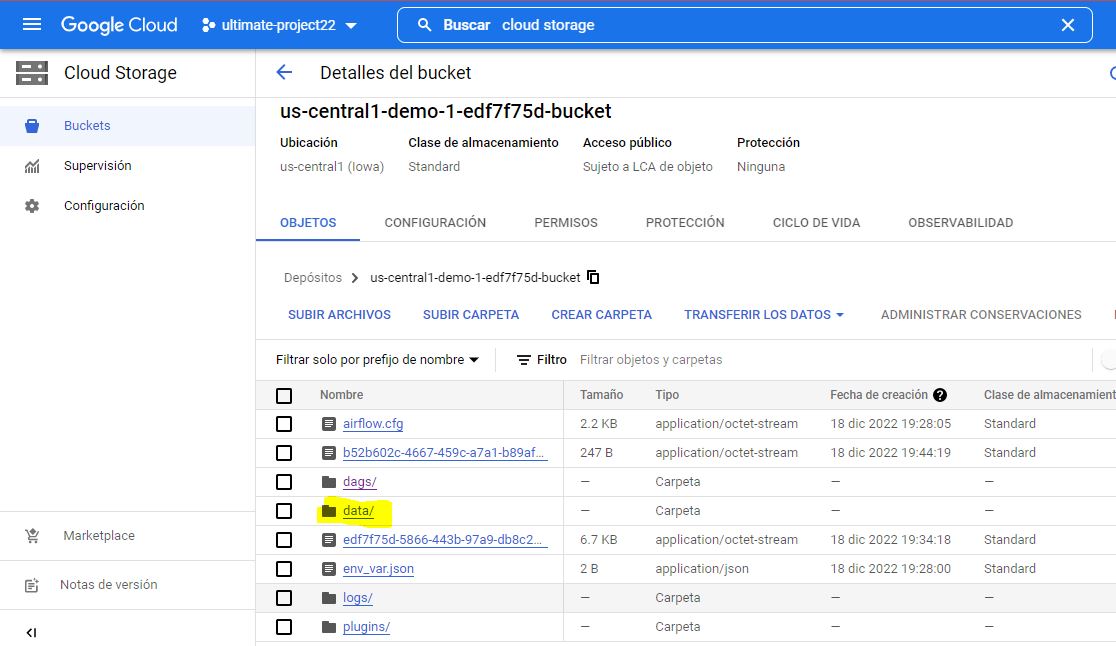 Google Cloud ultimate-project22 Buscar cloud storage
Cloud Storage
Buckets
Supervisión
Configuración
Marketplace
Notas de versión
Detalles del bucket
us-central1-demo-1-edf7f75d-bucket
Ubicación Clase de almacenamiento Acceso público Protección
us-central1 (Iowa) Standard Sujeto a LCA de objeto Ninguna
OBJETOS CONFIGURACIÓN PERMISOS PROTECCIÓN CICLO DE VIDA OBSERVABILIDAD
Depósitos us-central1-demo-1-edf7f75d-bucket
SUBIR ARCHIVOS SUBIR CARPETA CREAR CARPETA TRANSFERIR LOS DATOS ADMINISTRAR CONSERVACIONES
Filtrar solo por prefijo de nombre Filtro Filtrar objetos y carpetas
Nombre Tamaño Tipo Fecha de creación Clase de almacenamient
airflow.cfg 2.2 KB application/octet-stream 18 dic 2022 19:28:05 Standard
b52b602c-4667-459c-a7a1-b89af... 247 B application/octet-stream 18 dic 2022 19:44:19 Standard
dags/ — Carpeta — —
data/ — Carpeta — —
edf7f75d-5866-443b-97a9-db8c2... 6.7 KB application/octet-stream 18 dic 2022 19:34:18 Standard
env_var.json 2 B application/json 18 dic 2022 19:28:00 Standard
logs/ — Carpeta — —
plugins/ — Carpeta — —